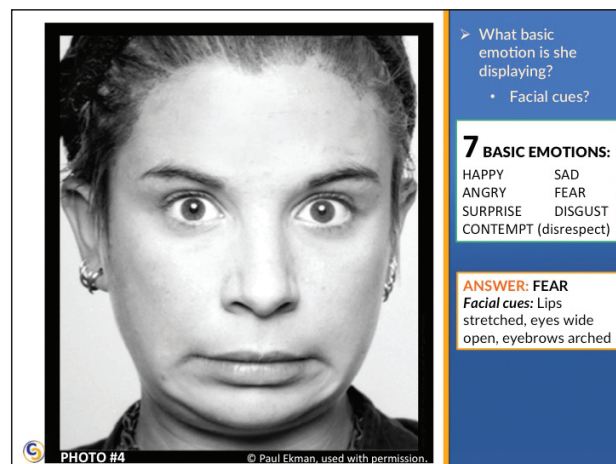 ➢ What basic
emotion is she
displaying?
• Facial cues?
7 BASIC EMOTIONS:
HAPPY SAD
ANGRY FEAR
SURPRISE DISGUST
CONTEMPT (disrespect)
ANSWER: FEAR
Facial cues: Lips
stretched, eyes wide
open, eyebrows arched
PHOTO #4
© Paul Ekman, used with permission.